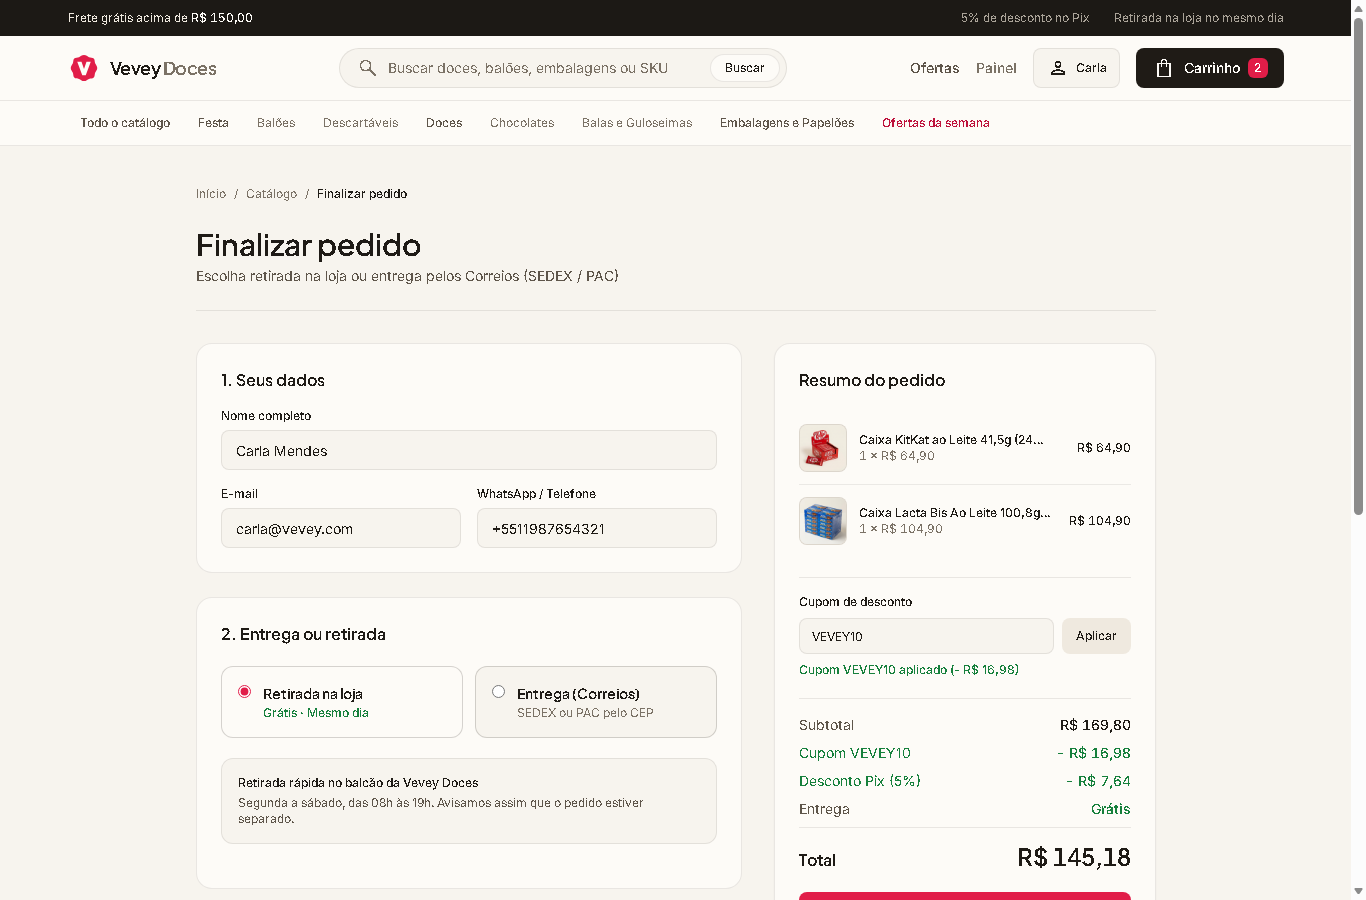 Frete grátis acima de R$ 150,00
5% de desconto no Pix
Retirada na loja no mesmo dia
V VeveyDoces
Buscar doces, balões, embalagens ou SKU
Buscar
Ofertas
Painel
Carla
Carrinho 2
Todo o catálogo
Festa
Balões
Descartáveis
Doces
Chocolates
Balas e Guloseimas
Embalagens e Papelões
Ofertas da semana
Início / Catálogo / Finalizar pedido
Finalizar pedido
Escolha retirada na loja ou entrega pelos Correios (SEDEX / PAC)
1. Seus dados
Nome completo
Carla Mendes
E-mail
carla@vevey.com
WhatsApp / Telefone
+5511987654321
2. Entrega ou retirada
Retirada na loja
Grátis · Mesmo dia
Entrega (Correios)
SEDEX ou PAC pelo CEP
Retirada rápida no balcão da Vevey Doces
Segunda a sábado, das 08h às 19h. Avisamos assim que o pedido estiver
separado.
Resumo do pedido
Caixa KitKat ao Leite 41,5g (24...
1 × R$ 64,90
R$ 64,90
Caixa Lacta Bis Ao Leite 100,8g...
1 × R$ 104,90
R$ 104,90
Cupom de desconto
VEVEY10
Aplicar
Cupom VEVEY10 aplicado (- R$ 16,98)
Subtotal R$ 169,80
Cupom VEVEY10 - R$ 16,98
Desconto Pix (5%) - R$ 7,64
Entrega Grátis
Total R$ 145,18